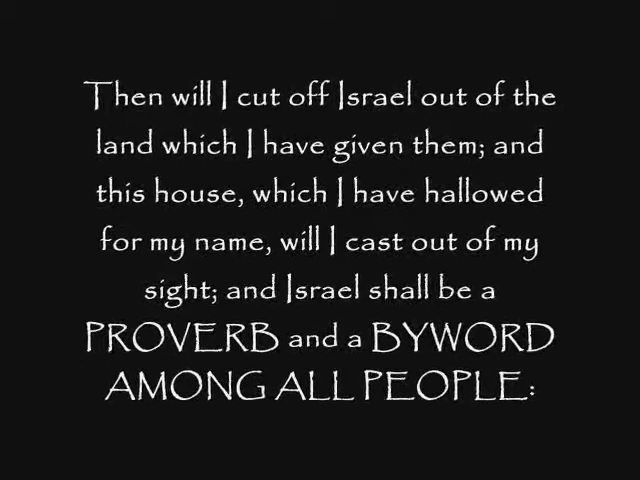 Then will I cut off Israel out of the
land which I have given them; and
this house, which I have hallowed
for my name, will I cast out of my
sight; and Israel shall be a
PROVERB and a BYWORD
AMONG ALL PEOPLE: